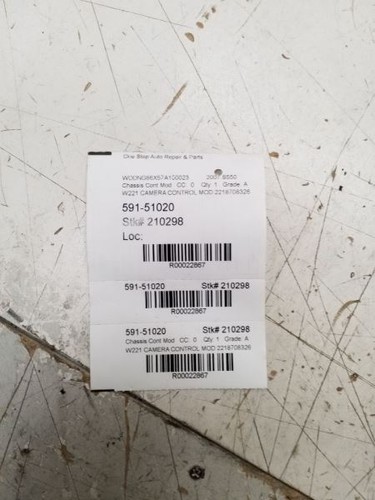 One Stop Auto Repair & Parts
2007 S550
Chassis Cont Mod CC: 0 Qty 1 Grade: A
W221 CAMERA CONTROL MOD 2218706326
591-51020
Stk# 210298
Loc:
R00022867
591-51020 Stk# 210298
R00022867
591-51020 Stk# 210298
Chassis Cont Mod CC: 0 Qty 1 Grade: A
W221 CAMERA CONTROL MOD 2218706326
R00022867